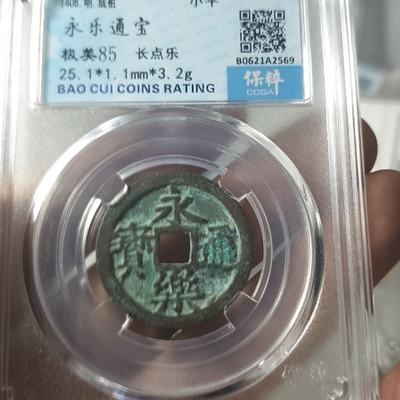 1408.明.成祖 小平
永乐通宝
极美85 长点乐
25.1*1.1mm*3.2g
BAO CUI COINS RATING
B0621A2569
保粹
CCGA
永樂通寶